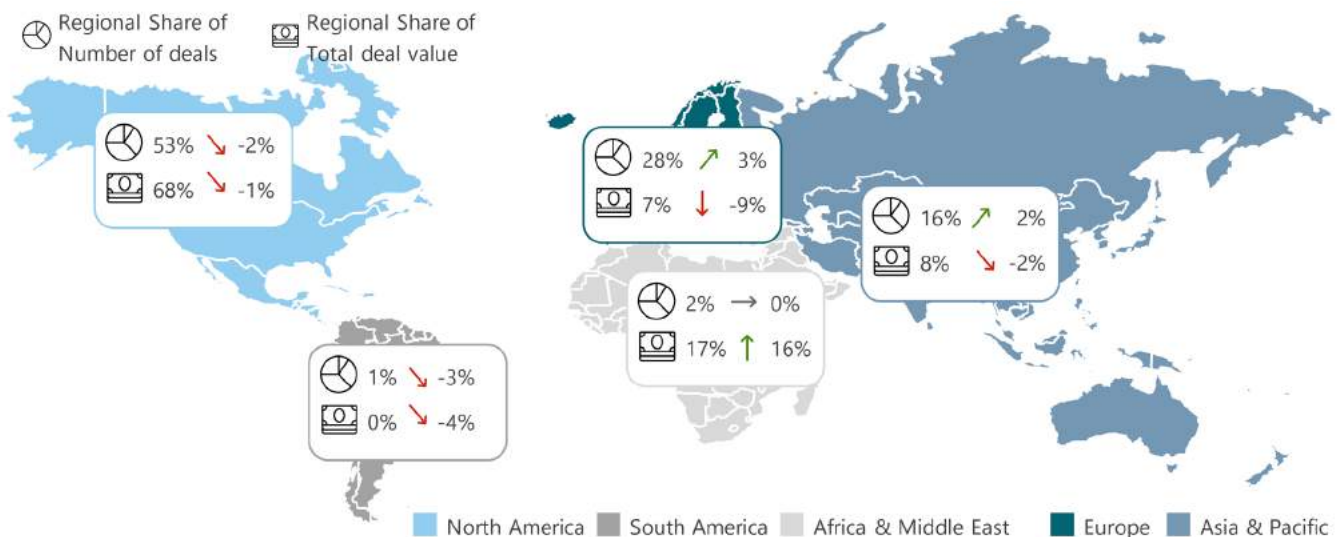 Regional Share of
Number of deals
Regional Share of
Total deal value
53% -2%
68% -1%
28% 3%
7% -9%
16% 2%
8% -2%
2% 0%
17% 16%
1% -3%
0% -4%
North America South America Africa & Middle East Europe Asia & Pacific